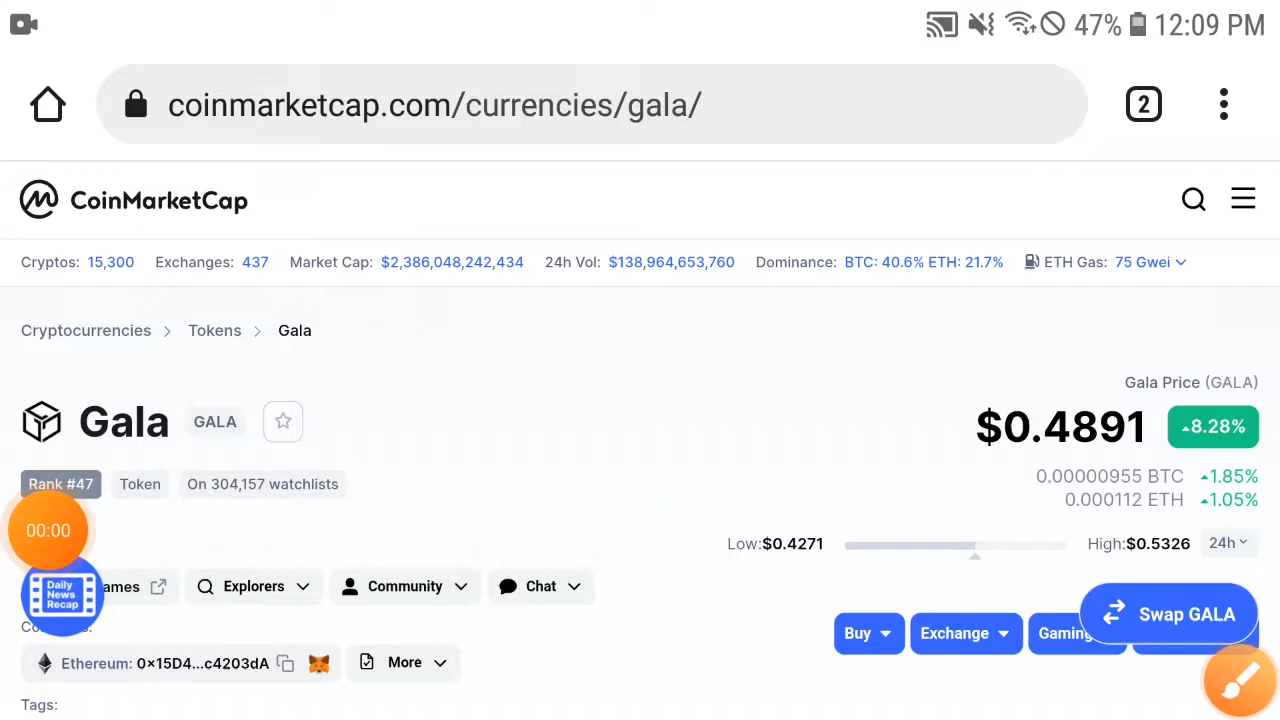 47% 12:09 PM
coinmarketcap.com/currencies/gala/
2
CoinMarketCap
Cryptos: 15,300 Exchanges: 437 Market Cap: $2,386,048,242,434 24h Vol: $138,964,653,760 Dominance: BTC: 40.6% ETH: 21.7% ETH Gas: 75 Gwei
Cryptocurrencies > Tokens > Gala
Gala Price (GALA)
Gala GALA
$0.4891 8.28%
Rank #47 Token On 304,157 watchlists
0.00000955 BTC 1.85%
0.000112 ETH 1.05%
00:00
Low:$0.4271 High:$0.5326 24h
Daily
News
Recap
ames Explorers Community Chat
Swap GALA
Buy Exchange Gaming
Ethereum: 0x15D4...c4203dA More
Tags: